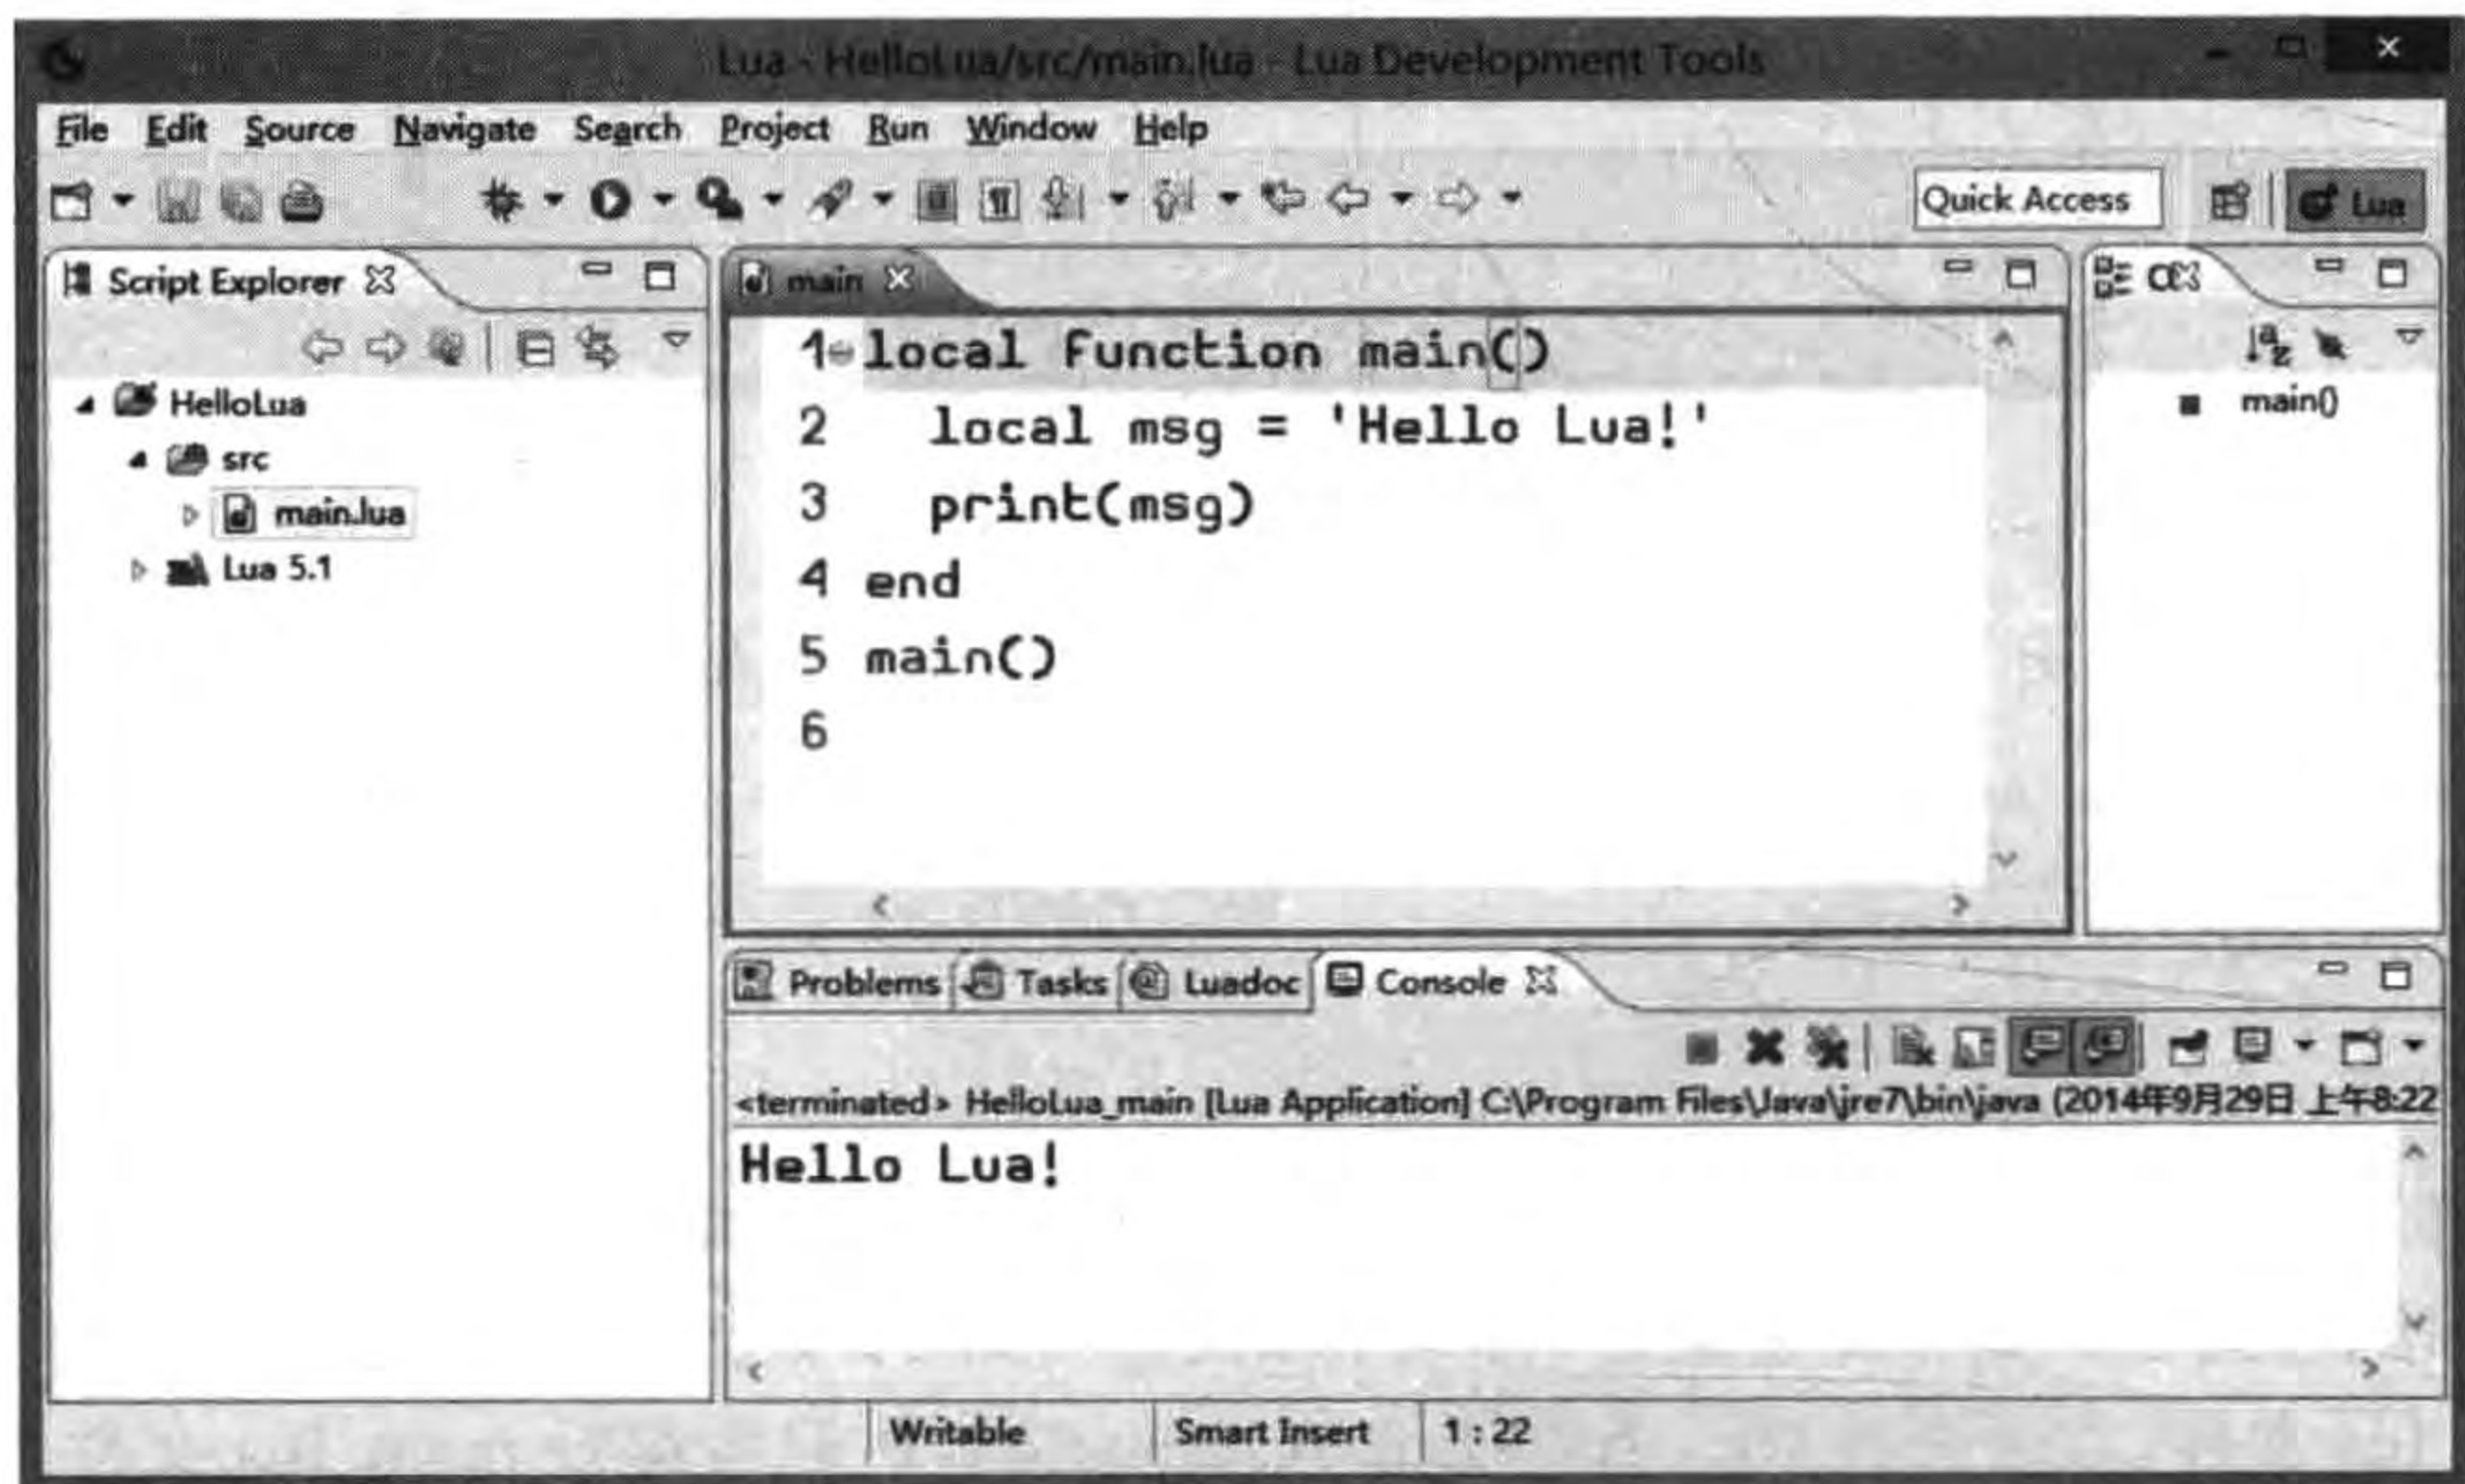 Lua - HelloLua/src/main.lua - Lua Development Tools
File Edit Source Navigate Search Project Run Window Help
Quick Access
Lua
Script Explorer
HelloLua
src
main.lua
Lua 5.1
main
1 local function main()
2 local msg = 'Hello Lua!'
3 print(msg)
4 end
5 main()
6
main()
Problems Tasks Luadoc Console
<terminated> HelloLua_main [Lua Application] C:\Program Files\Java\jre7\bin\java (2014年9月29日 上午8:22
Hello Lua!
Writable Smart Insert 1 : 22